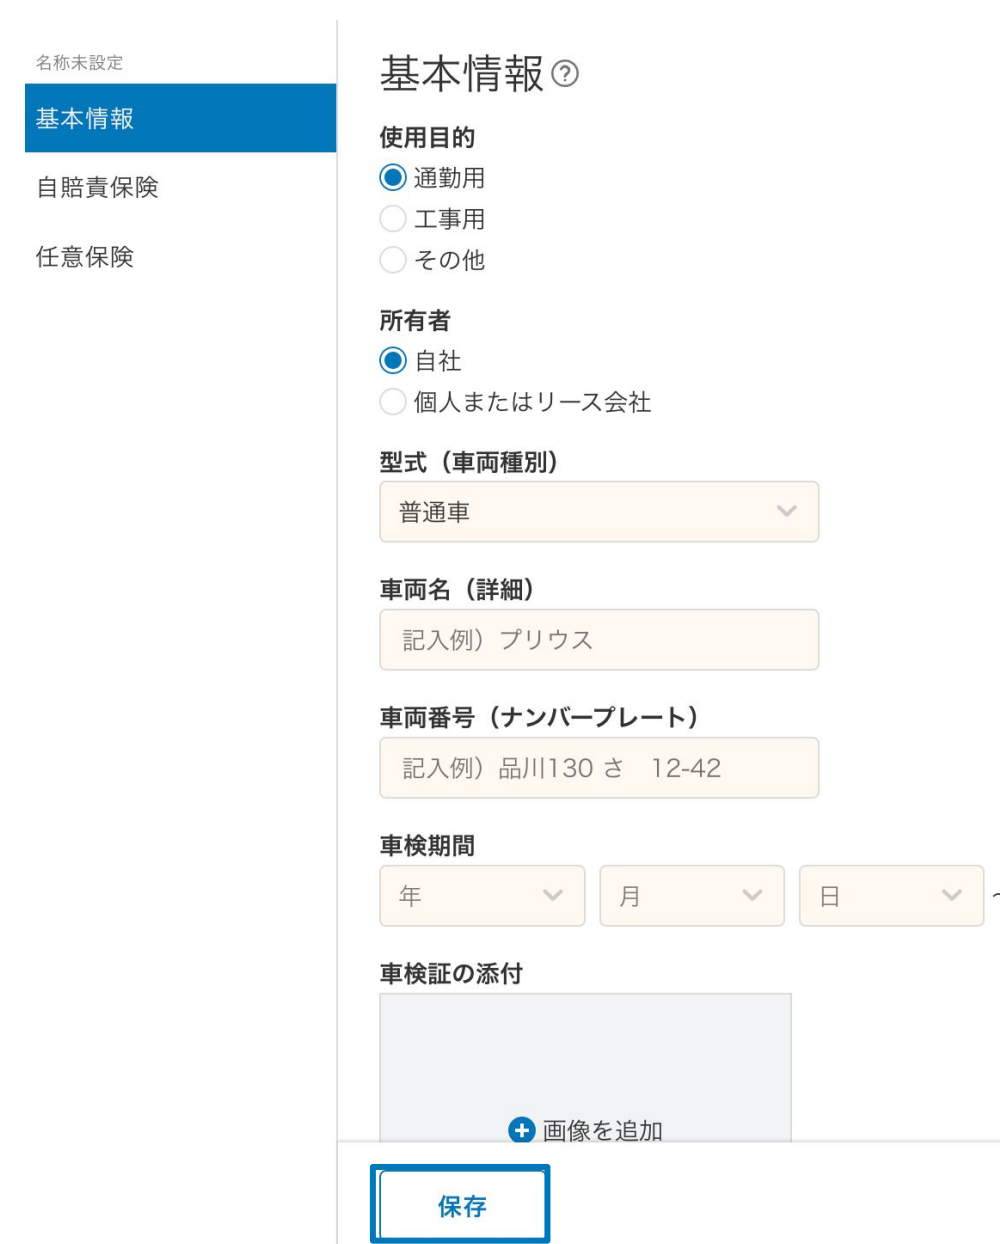 名称未設定
基本情報
自賠責保険
任意保険
基本情報?
使用目的
通勤用
工事用
その他
所有者
自社
個人またはリース会社
型式（車両種別）
普通車
車両名（詳細）
記入例）プリウス
車両番号（ナンバープレート）
記入例）品川130 さ　12-42
車検期間
年 月 日 ~
車検証の添付
画像を追加
保存